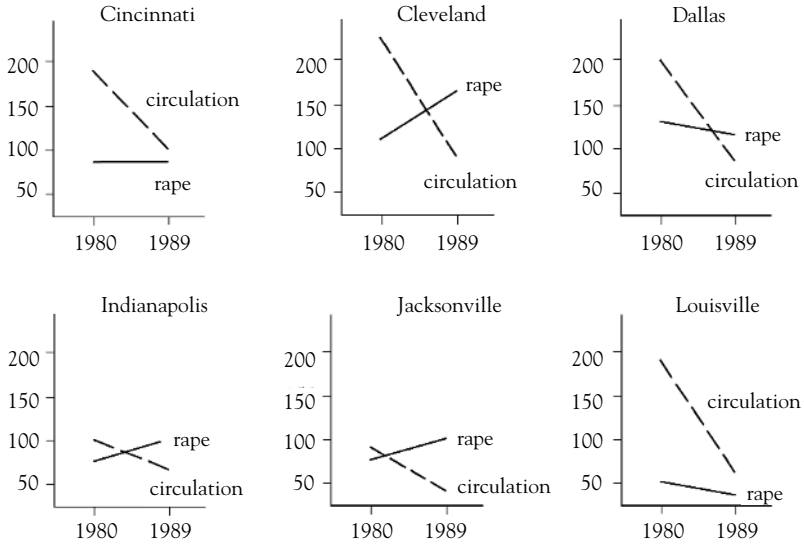 Cincinnati
200
150
100
50
circulation
rape
1980 1989
Cleveland
200
150
100
50
rape
circulation
1980 1989
Dallas
200
150
100
50
rape
circulation
1980 1989
Indianapolis
200
150
100
50
rape
circulation
1980 1989
Jacksonville
200
150
100
50
rape
circulation
1980 1989
Louisville
200
150
100
50
circulation
rape
1980 1989